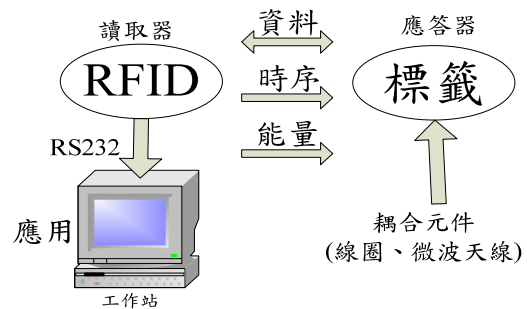 讀取器
RFID
資料
時序
能量
應答器
標籤
RS232
應用
工作站
耦合元件
(線圈、微波天線)